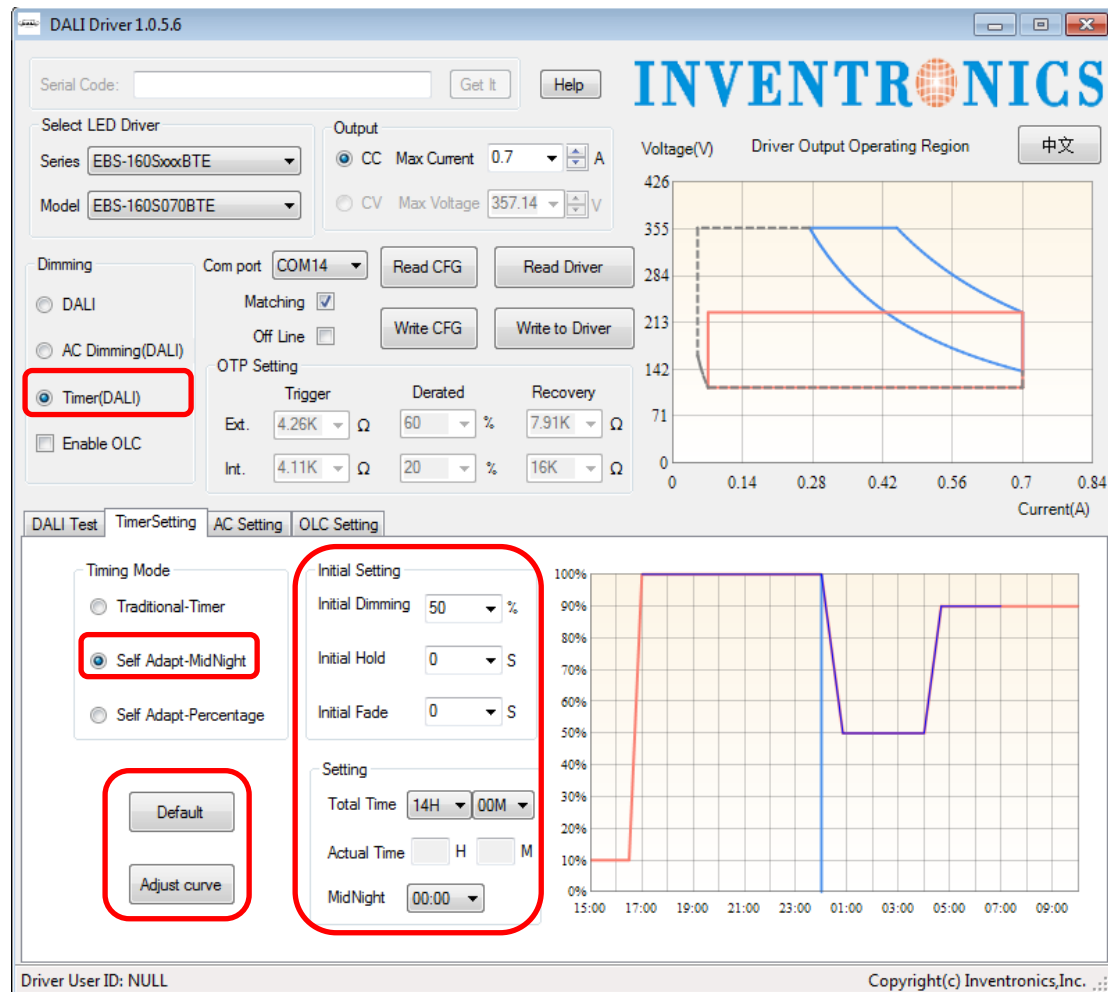 DALI Driver 1.0.5.6
Serial Code: Get It Help
INVENTRONICS
Select LED Driver
Series EBS-160SxxxBTE
Model EBS-160S070BTE
Output
CC Max Current 0.7 A
CV Max Voltage 357.14 V
Voltage(V) Driver Output Operating Region 中文
426
355
284
213
142
71
0
0 0.14 0.28 0.42 0.56 0.7 0.84
Current(A)
Dimming
DALI
AC Dimming(DALI)
Timer(DALI)
Enable OLC
Com port COM14 Read CFG Read Driver
Matching
Off Line Write CFG Write to Driver
OTP Setting
Trigger Derated Recovery
Ext. 4.26K Ω 60 % 7.91K Ω
Int. 4.11K Ω 20 % 16K Ω
DALI Test TimerSetting AC Setting OLC Setting
Timing Mode
Traditional-Timer
Self Adapt-MidNight
Self Adapt-Percentage
Default
Adjust curve
Initial Setting
Initial Dimming 50 %
Initial Hold 0 S
Initial Fade 0 S
Setting
Total Time 14H 00M
Actual Time H M
MidNight 00:00
100%
90%
80%
70%
60%
50%
40%
30%
20%
10%
0%
15:00 17:00 19:00 21:00 23:00 01:00 03:00 05:00 07:00 09:00
Driver User ID: NULL Copyright(c) Inventronics,Inc.